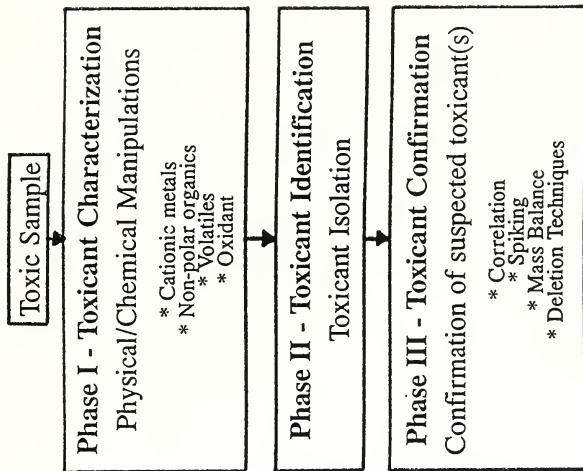 Toxic Sample
Phase I - Toxicant Characterization
Physical/Chemical Manipulations
* Cationic metals
* Non-polar organics
* Volatiles
* Oxidant
Phase II - Toxicant Identification
Toxicant Isolation
Phase III - Toxicant Confirmation
Confirmation of suspected toxicant(s)
* Correlation
* Spiking
* Mass Balance
* Deletion Techniques